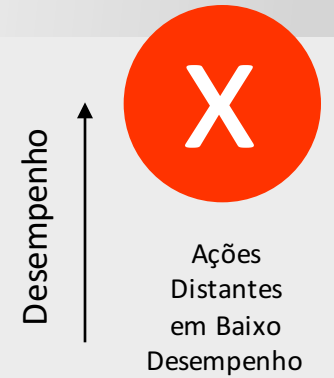 Desempenho
X
Ações
Distantes
em Baixo
Desempenho